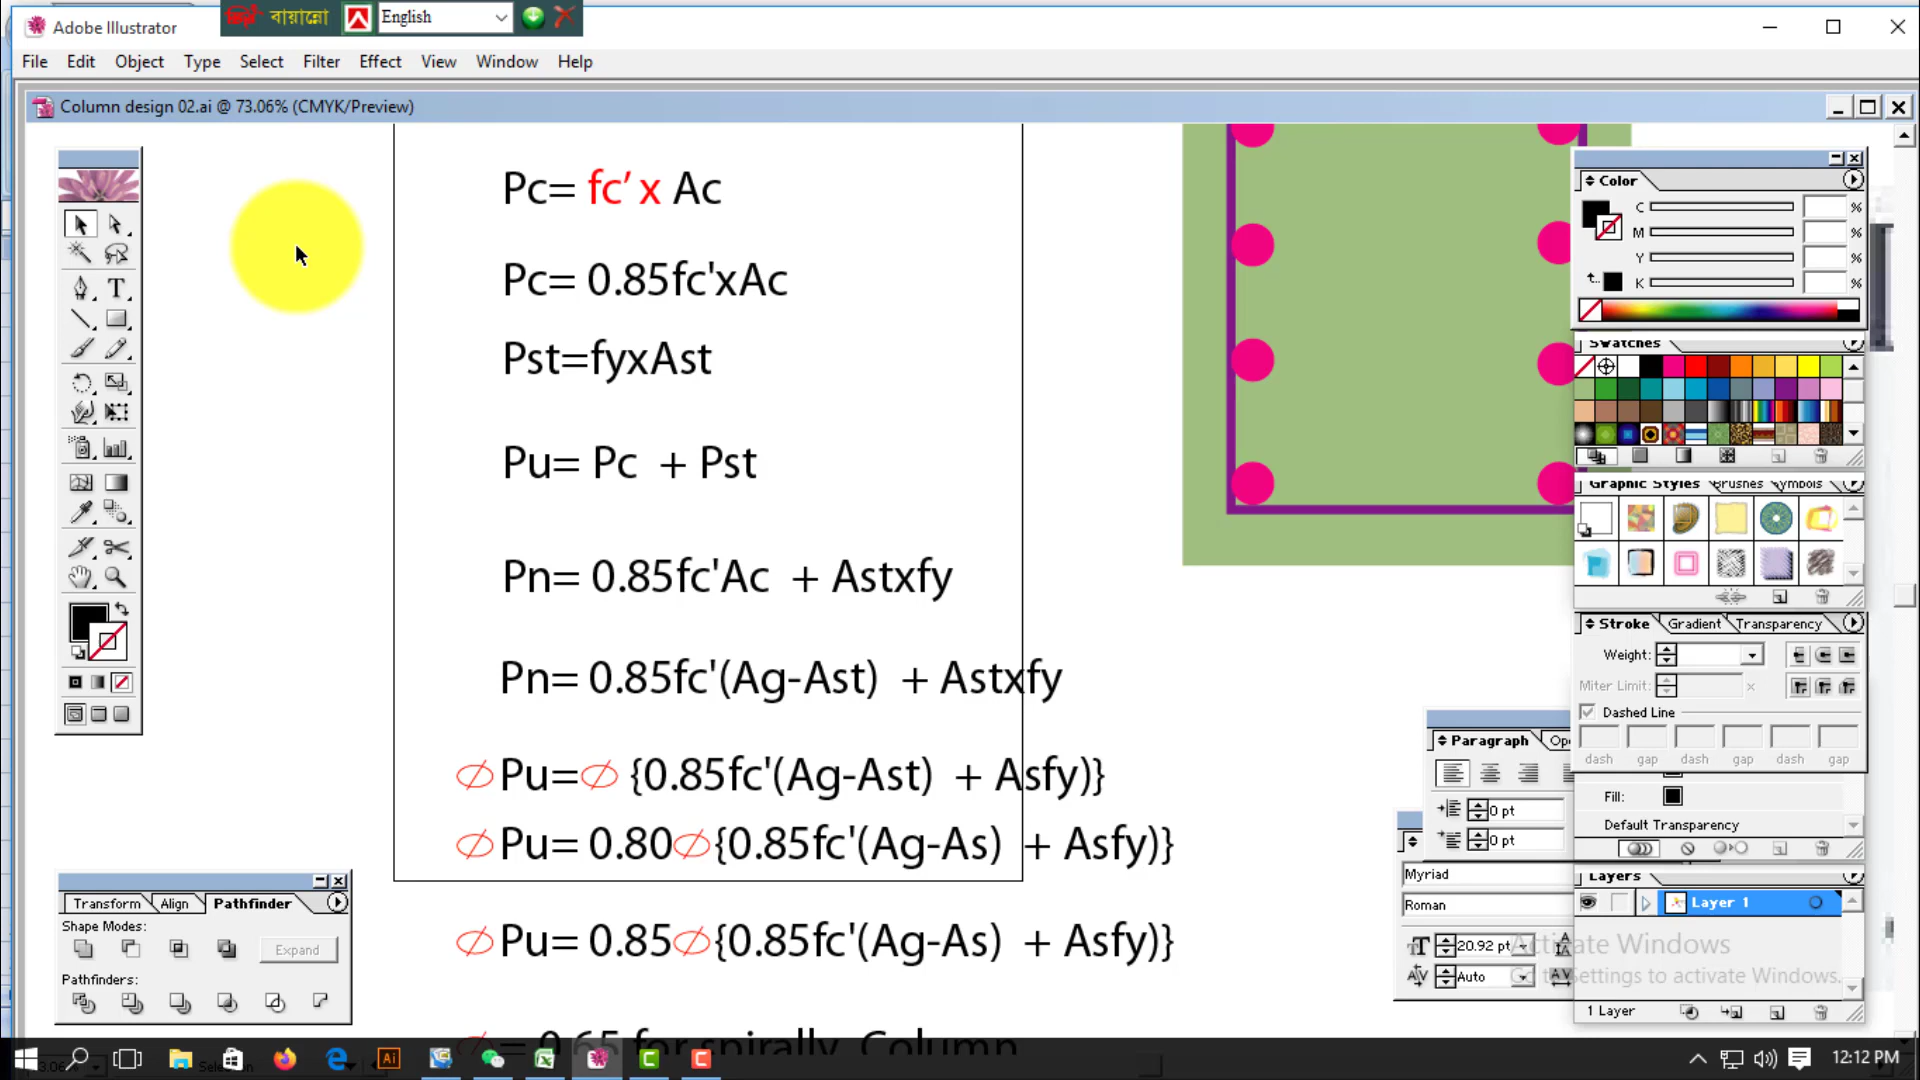 বিজয় বায়ান্নো English
Adobe Illustrator
File Edit Object Type Select Filter Effect View Window Help
Column design 02.ai @ 73.06% (CMYK/Preview)
Pc= fc’ x Ac
Pc= 0.85fc'xAc
Pst=fyxAst
Pu= Pc + Pst
Pn= 0.85fc'Ac + Astxfy
Pn= 0.85fc'(Ag-Ast) + Astxfy
∅Pu=∅ {0.85fc'(Ag-Ast) + Asfy)}
∅Pu= 0.80∅{0.85fc'(Ag-As) + Asfy)}
∅Pu= 0.85∅{0.85fc'(Ag-As) + Asfy)}
∅= 0.65 for spirally Column
Transform Align Pathfinder
Shape Modes:
Expand
Pathfinders:
Color
C %
M %
Y %
K %
Swatches
Graphic Styles Brushes Symbols
Stroke Gradient Transparency
Weight:
Miter Limit: x
Dashed Line
dash gap dash gap dash gap
Paragraph
0 pt
0 pt
Fill:
Default Transparency
Myriad
Roman
20.92 pt
Auto
Layers
Layer 1
1 Layer
Activate Windows
Go to Settings to activate Windows.
12:12 PM